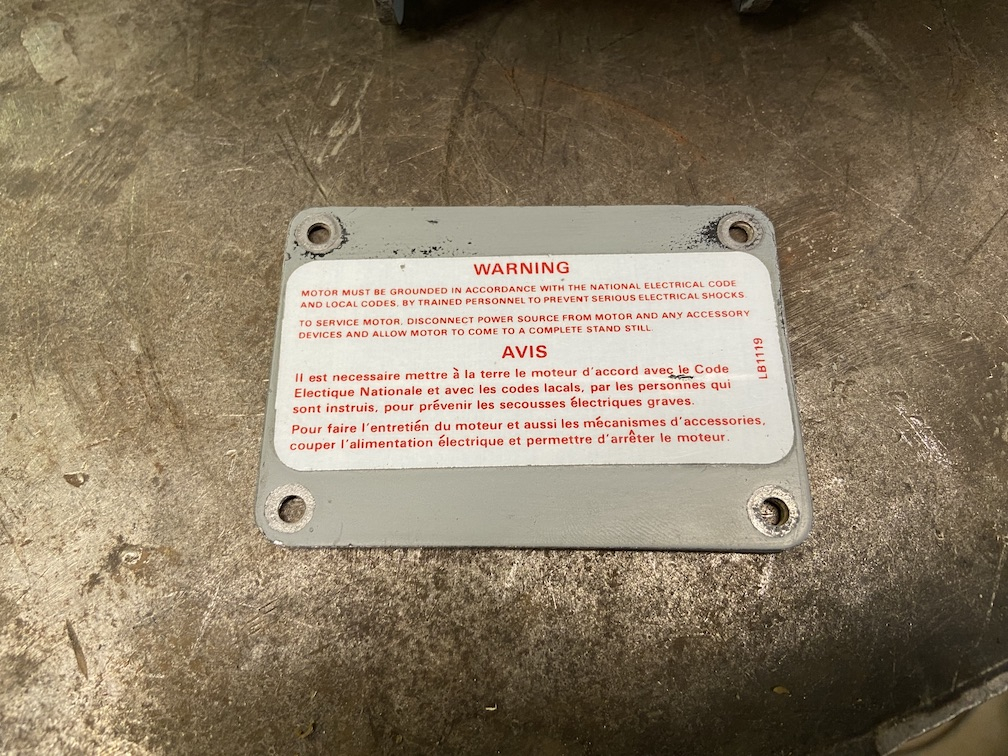 WARNING
MOTOR MUST BE GROUNDED IN ACCORDANCE WITH THE NATIONAL ELECTRICAL CODE
AND LOCAL CODES, BY TRAINED PERSONNEL TO PREVENT SERIOUS ELECTRICAL SHOCKS.
TO SERVICE MOTOR, DISCONNECT POWER SOURCE FROM MOTOR AND ANY ACCESSORY
DEVICES AND ALLOW MOTOR TO COME TO A COMPLETE STAND STILL.
AVIS
Il est necessaire mettre à la terre le moteur d'accord avec le Code
Electique Nationale et avec les codes lacals, par les personnes qui
sont instruis, pour prévenir les secousses électriques graves.
Pour faire l'entretién du moteur et aussi les mécanismes d'accessories,
couper l'alimentation électrique et permettre d'arrêter le moteur.
LB1119